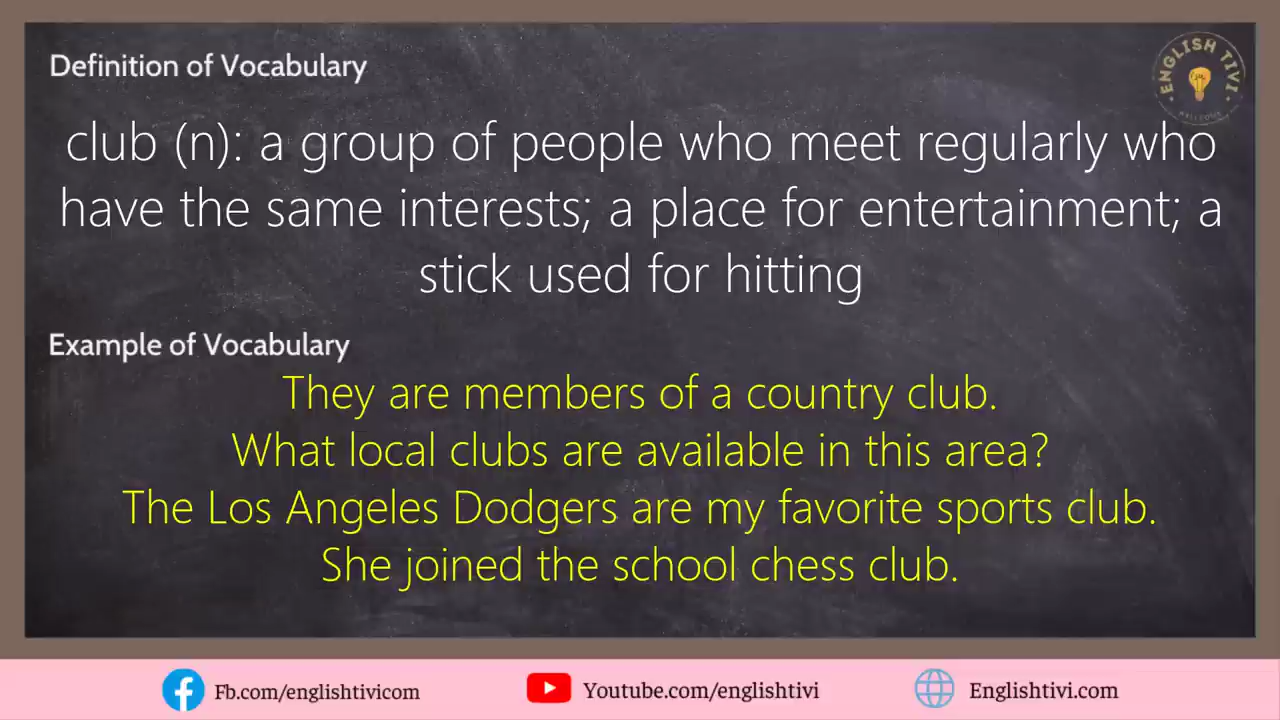 Definition of Vocabulary
ENGLISH TIVI
WELCOME
club (n): a group of people who meet regularly who
have the same interests; a place for entertainment; a
stick used for hitting
Example of Vocabulary
They are members of a country club.
What local clubs are available in this area?
The Los Angeles Dodgers are my favorite sports club.
She joined the school chess club.
Fb.com/englishtivicom
Youtube.com/englishtivi
Englishtivi.com